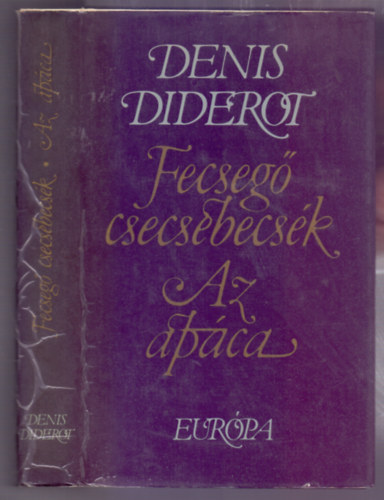 DENIS
DIDEROT
Fecsegő
csecsebecsék
Az
apáca
EURÓPA
Fecsegő csecsebecsék • Az apáca
DENIS
DIDEROT